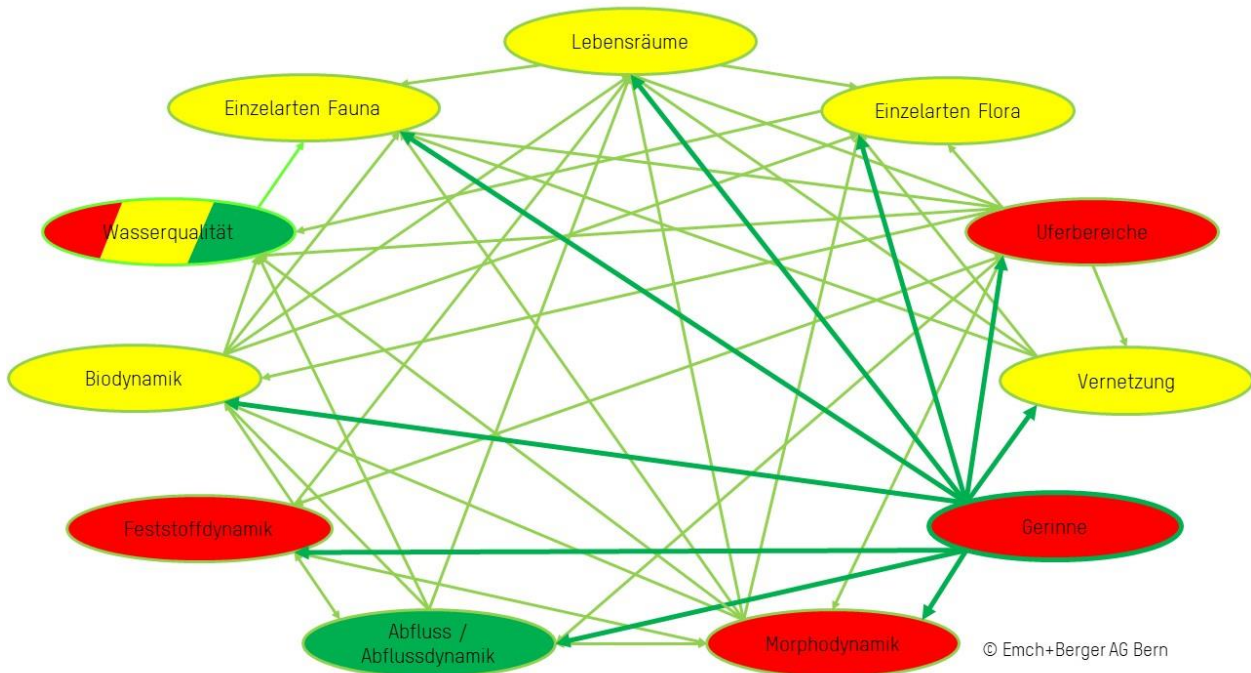 Lebensräume
Einzelarten Fauna
Einzelarten Flora
Wasserqualität
Uferbereiche
Biodynamik
Vernetzung
Feststoffdynamik
Gerinne
Abfluss /
Abflussdynamik
Morphodynamik
© Emch+Berger AG Bern